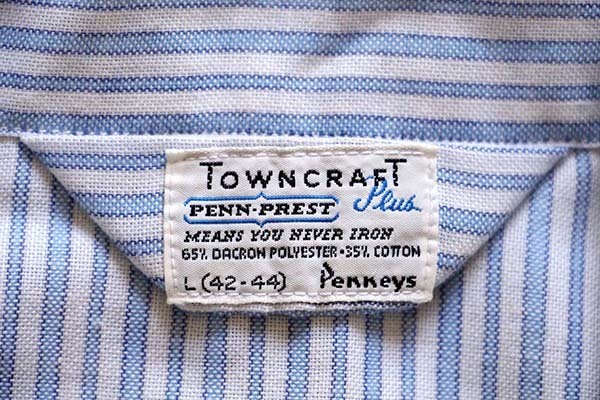 TOWNCRAFT
Plus
PENN-PREST
MEANS YOU NEVER IRON
65% DACRON POLYESTER • 35% COTTON
L (42-44) Penneys